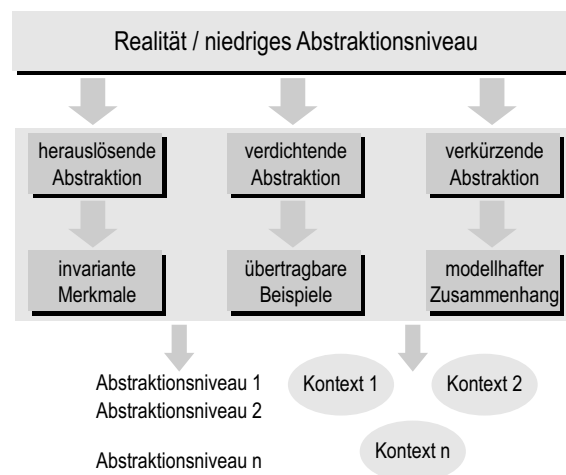 Realität / niedriges Abstraktionsniveau
herauslösende
Abstraktion
verdichtende
Abstraktion
verkürzende
Abstraktion
invariante
Merkmale
übertragbare
Beispiele
modellhafter
Zusammenhang
Abstraktionsniveau 1
Abstraktionsniveau 2
Abstraktionsniveau n
Kontext 1
Kontext 2
Kontext n